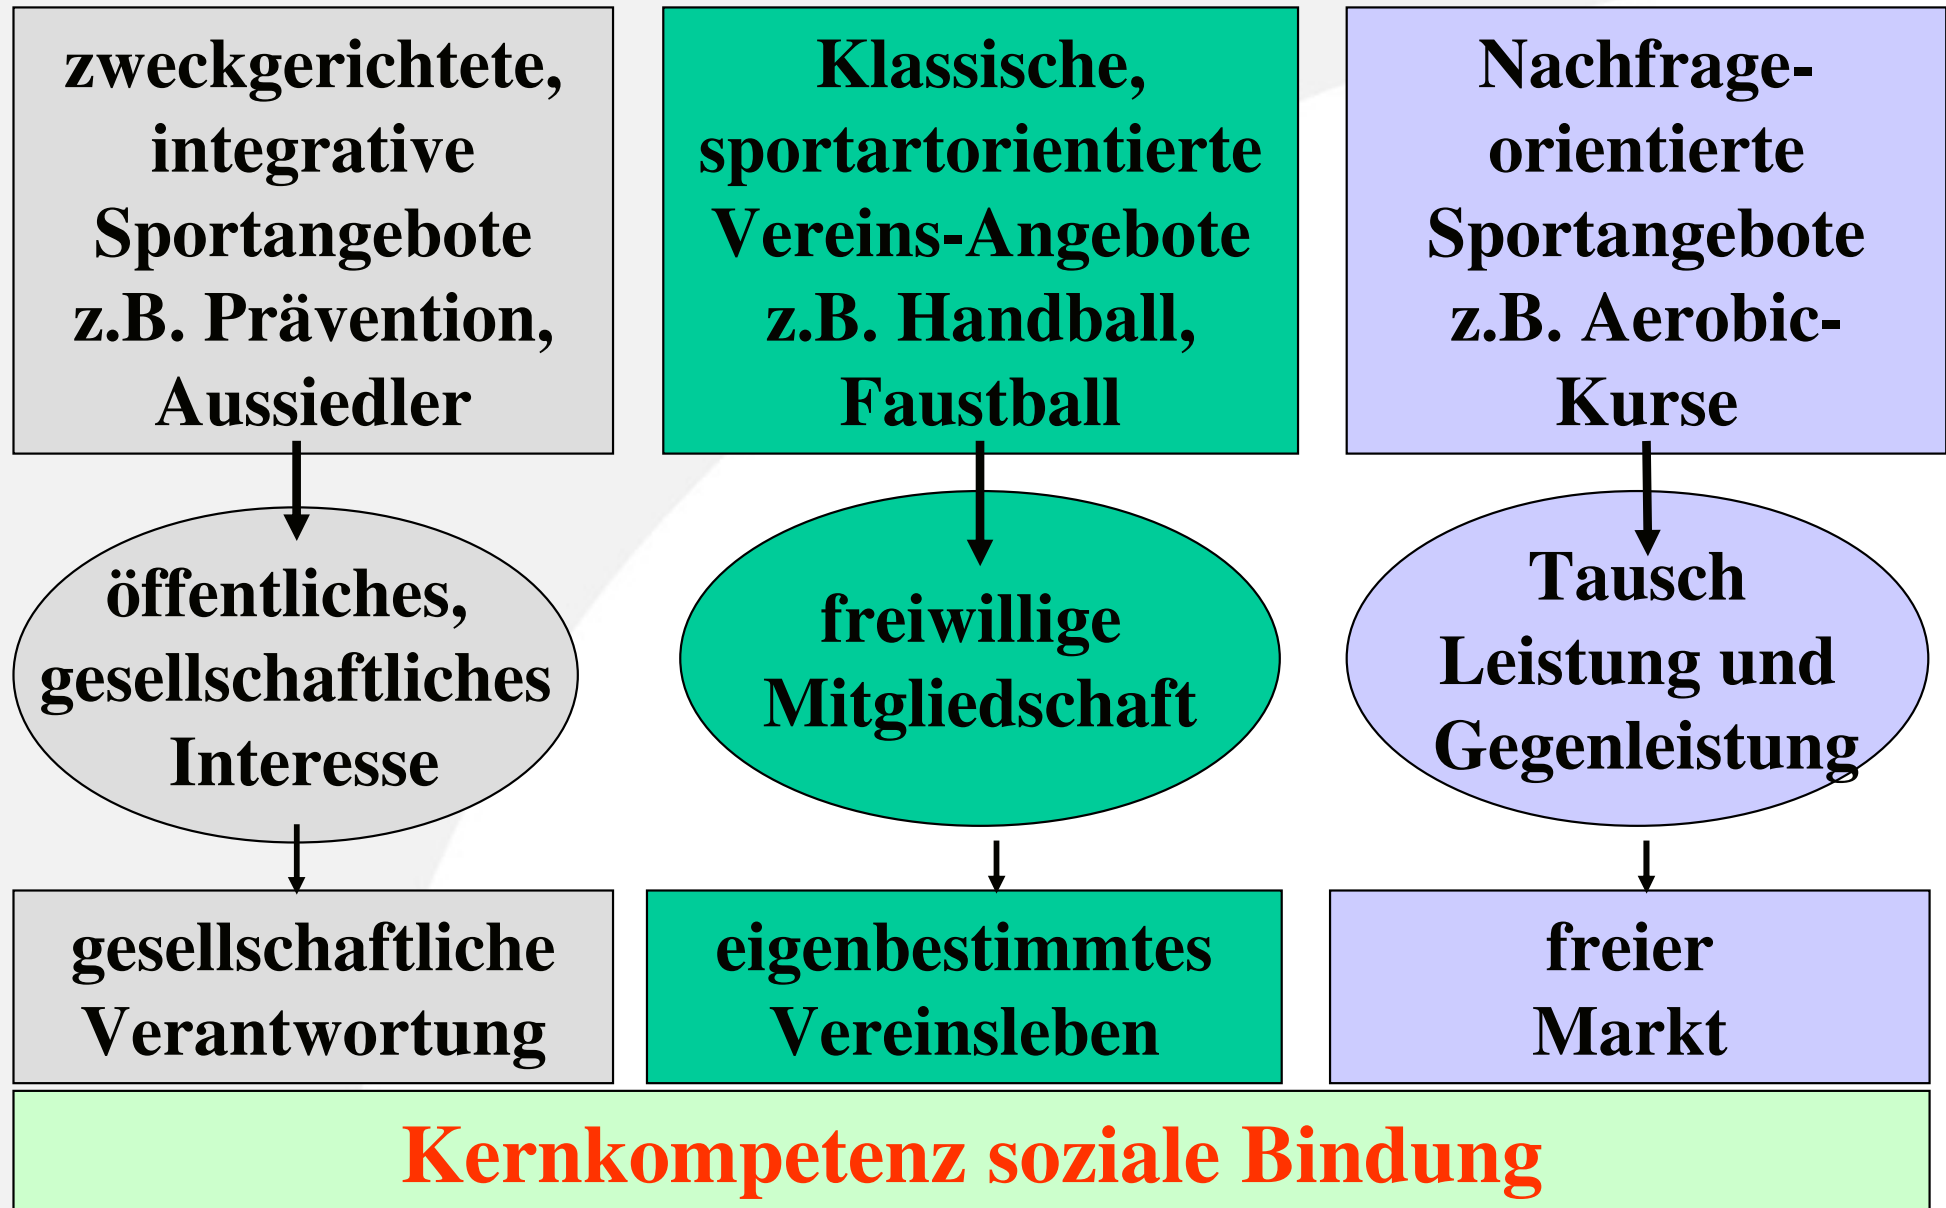 zweckgerichtete,
integrative
Sportangebote
z.B. Prävention,
Aussiedler
Klassische,
sportartorientierte
Vereins-Angebote
z.B. Handball,
Faustball
Nachfrage-
orientierte
Sportangebote
z.B. Aerobic-
Kurse
öffentliches,
gesellschaftliches
Interesse
freiwillige
Mitgliedschaft
Tausch
Leistung und
Gegenleistung
gesellschaftliche
Verantwortung
eigenbestimmtes
Vereinsleben
freier
Markt
Kernkompetenz soziale Bindung